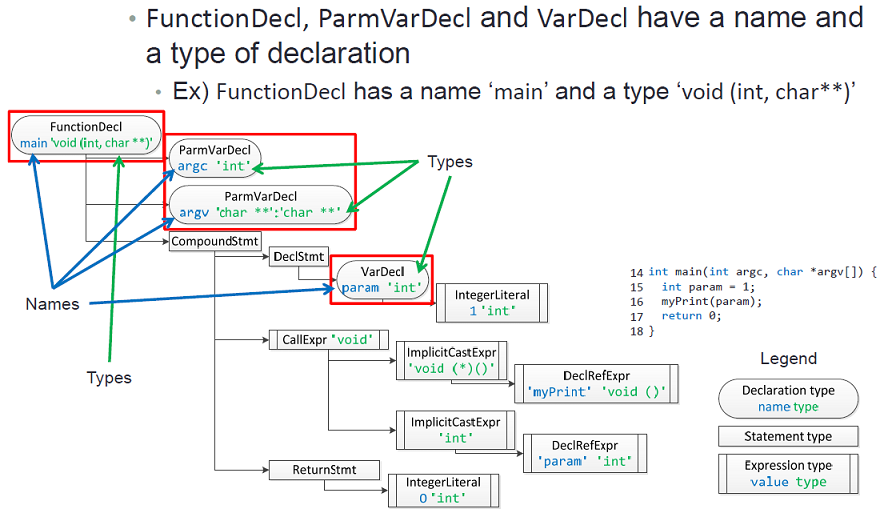 • FunctionDecl, ParmVarDecl and VarDecl have a name and
a type of declaration
• Ex) FunctionDecl has a name ‘main’ and a type ‘void (int, char**)’
FunctionDecl
main 'void (int, char **)'
ParmVarDecl
argc 'int'
Types
ParmVarDecl
argv 'char **':'char **'
CompoundStmt
DeclStmt
VarDecl
param 'int'
Names
IntegerLiteral
1 'int'
14 int main(int argc, char *argv[]) {
15 int param = 1;
16 myPrint(param);
17 return 0;
18 }
CallExpr 'void'
ImplicitCastExpr
'void (*)()'
Types
DeclRefExpr
'myPrint' 'void ()'
ImplicitCastExpr
'int'
DeclRefExpr
'param' 'int'
ReturnStmt
IntegerLiteral
0 'int'
Legend
Declaration type
name type
Statement type
Expression type
value type